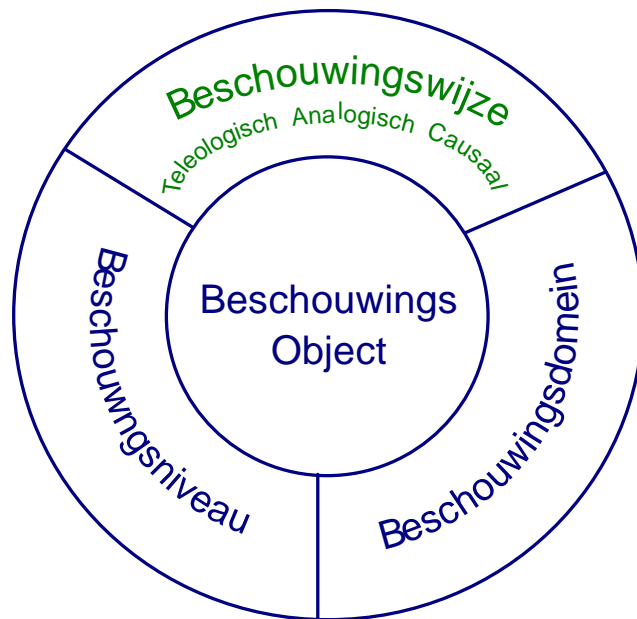 Beschouwingswijze
Teleologisch Analogisch Causaal
Beschouwings
Object
Beschouwngsniveau
Beschouwingsdomein